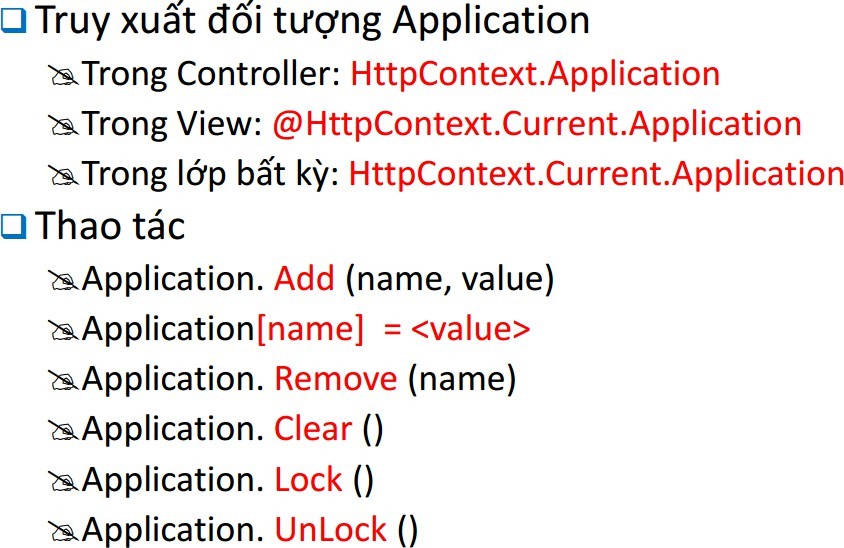 Truy xuất đối tượng Application
Trong Controller: HttpContext.Application
Trong View: @HttpContext.Current.Application
Trong lớp bất kỳ: HttpContext.Current.Application
Thao tác
Application. Add (name, value)
Application[name] = <value>
Application. Remove (name)
Application. Clear ()
Application. Lock ()
Application. UnLock ()